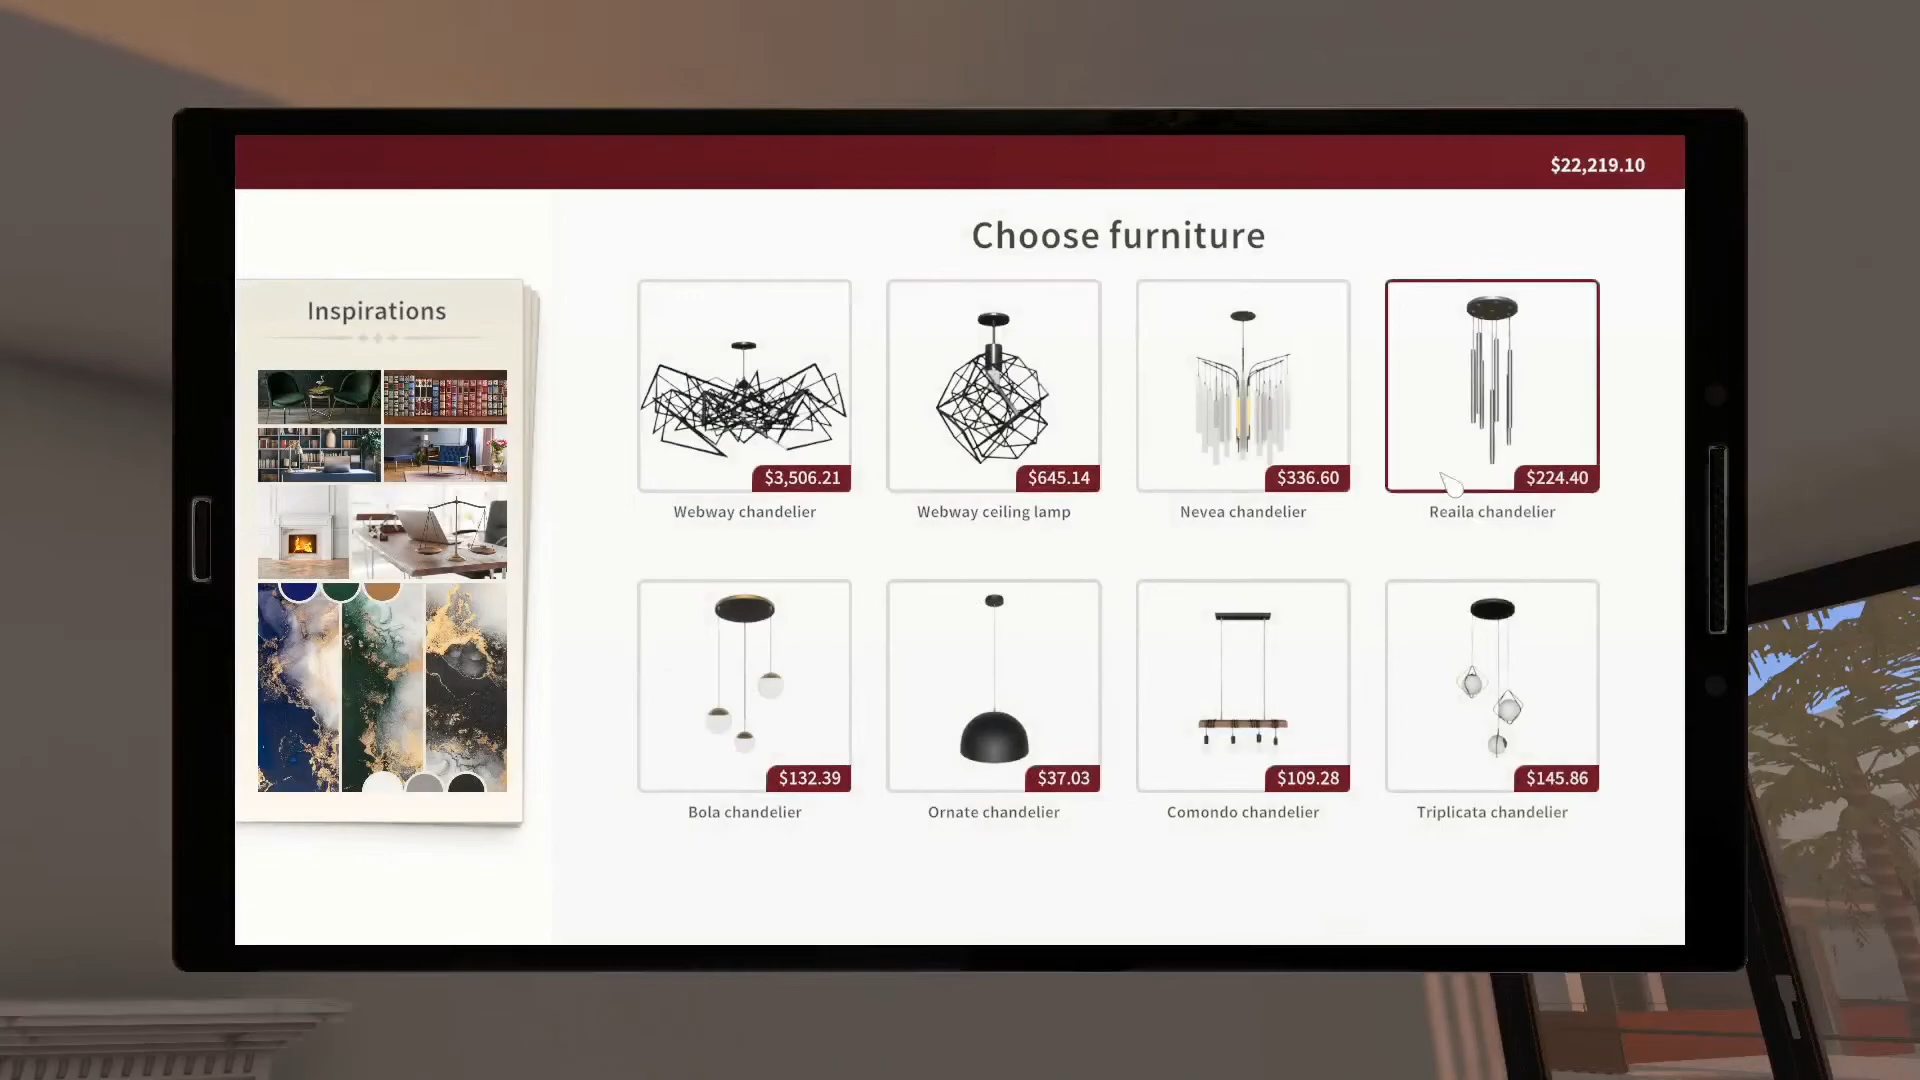 $22,219.10
Choose furniture
Inspirations
$3,506.21
$645.14
$336.60
$224.40
Webway chandelier
Webway ceiling lamp
Nevea chandelier
Reaila chandelier
$132.39
$37.03
$109.28
$145.86
Bola chandelier
Ornate chandelier
Comondo chandelier
Triplicata chandelier